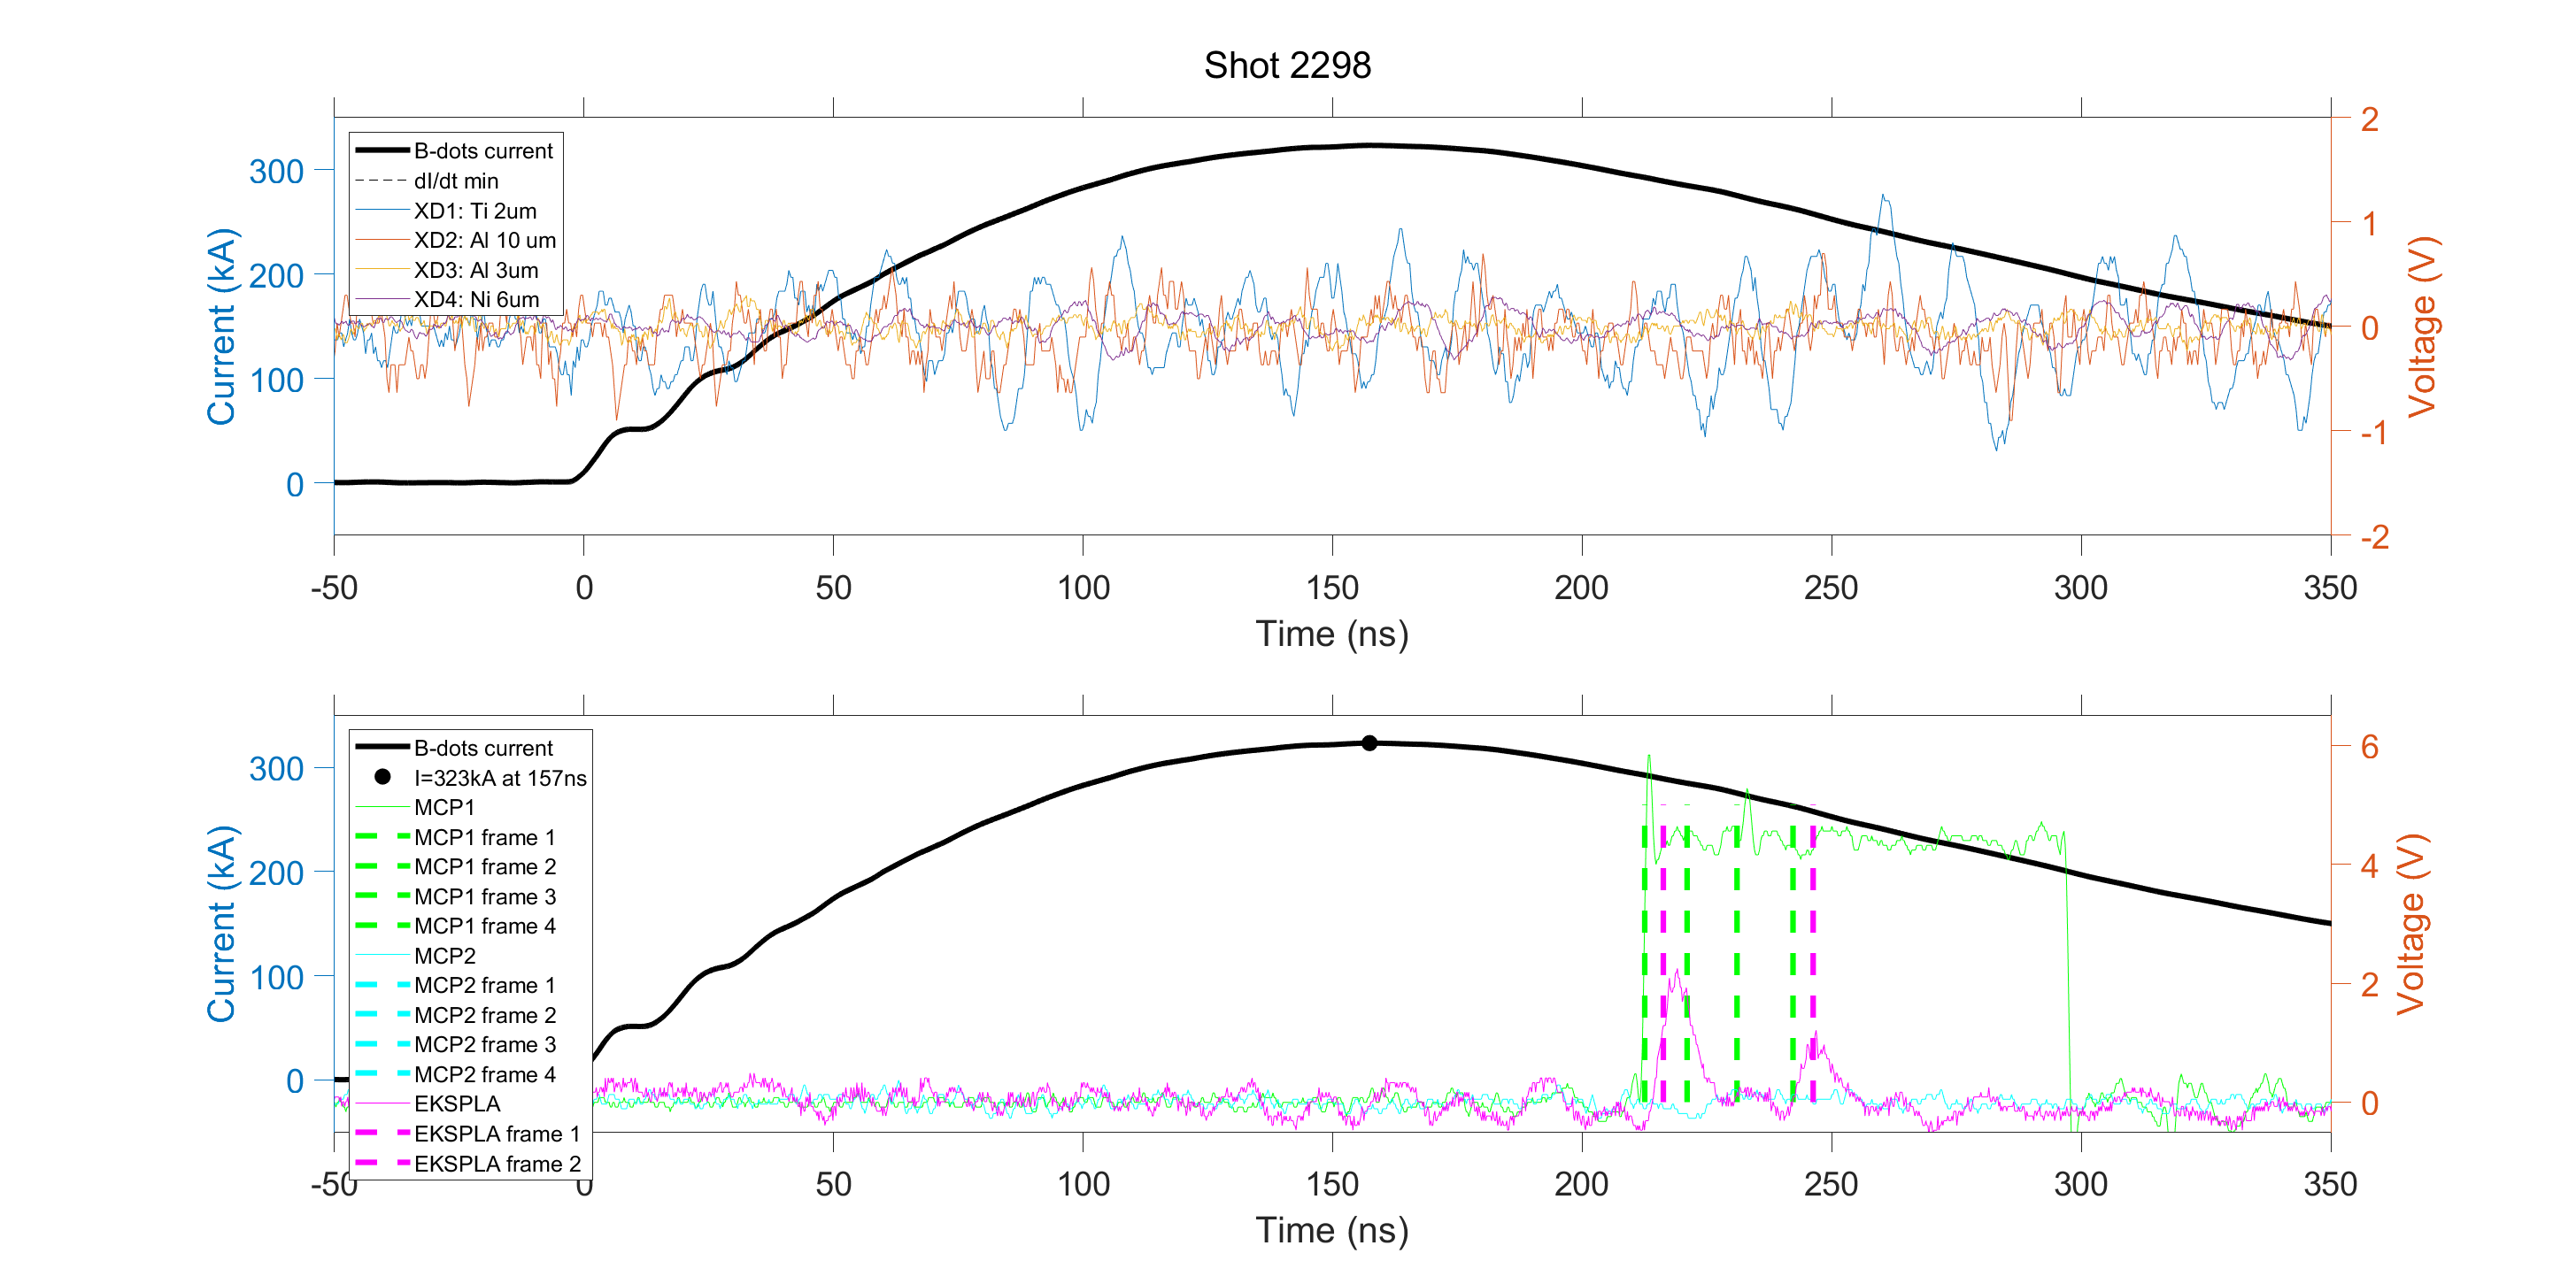 Shot 2298
B-dots current
dI/dt min
XD1: Ti 2um
XD2: Al 10 um
XD3: Al 3um
XD4: Ni 6um
Current (kA)
300
200
100
0
2
1
0
-1
-2
Voltage (V)
-50 0 50 100 150 200 250 300 350
Time (ns)
B-dots current
I=323kA at 157ns
MCP1
MCP1 frame 1
MCP1 frame 2
MCP1 frame 3
MCP1 frame 4
MCP2
MCP2 frame 1
MCP2 frame 2
MCP2 frame 3
MCP2 frame 4
EKSPLA
EKSPLA frame 1
EKSPLA frame 2
Current (kA)
300
200
100
0
6
4
2
0
Voltage (V)
-50 0 50 100 150 200 250 300 350
Time (ns)